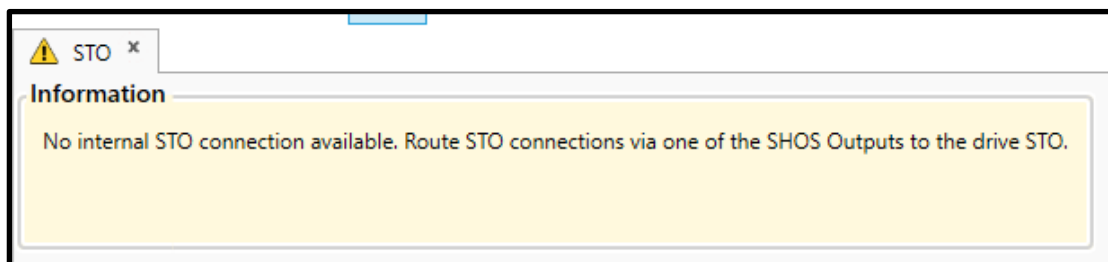 STO x
Information
No internal STO connection available. Route STO connections via one of the SHOS Outputs to the drive STO.